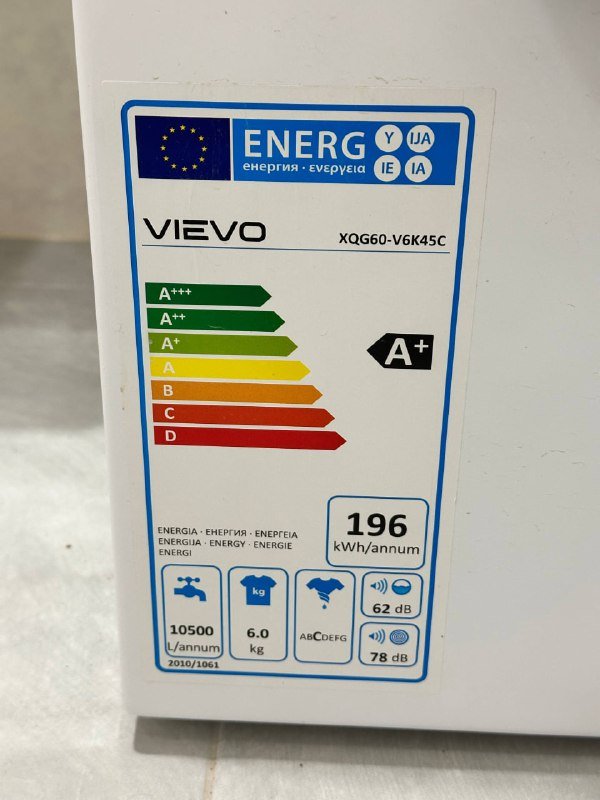 ENERG Y IJA
енергия · ενεργεια IE IA
VIEVO XQG60-V6K45C
A+++
A++
A+
A
B
C
D
A+
196
kWh/annum
ENERGIA · ЕНЕРГИЯ · ΕΝΕΡΓΕΙΑ
ENERGIJA · ENERGY · ENERGIE
ENERGI
10500
L/annum
kg
6.0
kg
ABCDEFG
62 dB
78 dB
2010/1061